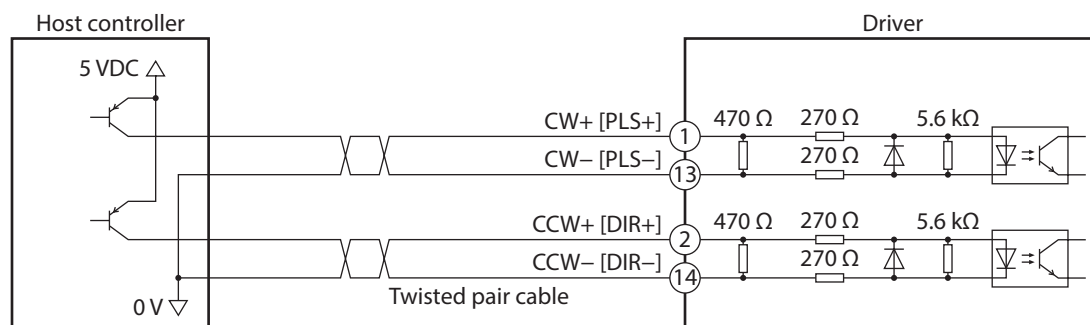 Host controller
Driver
5 VDC
CW+ [PLS+]
1
470 Ω
270 Ω
5.6 kΩ
CW− [PLS−]
13
270 Ω
CCW+ [DIR+]
2
470 Ω
270 Ω
5.6 kΩ
CCW− [DIR−]
14
270 Ω
0 V
Twisted pair cable